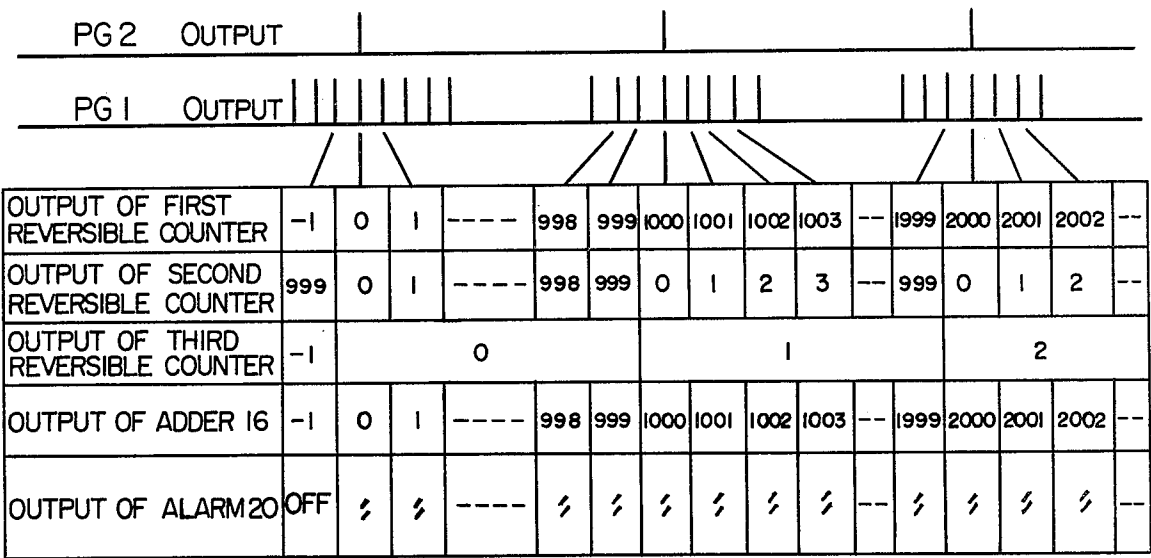 PG 2 OUTPUT
PG 1 OUTPUT
OUTPUT OF FIRST REVERSIBLE COUNTER -1 0 1 ---- 998 999 1000 1001 1002 1003 -- 1999 2000 2001 2002 --
OUTPUT OF SECOND REVERSIBLE COUNTER 999 0 1 ---- 998 999 0 1 2 3 -- 999 0 1 2 --
OUTPUT OF THIRD REVERSIBLE COUNTER -1 0 1 2
OUTPUT OF ADDER 16 -1 0 1 ---- 998 999 1000 1001 1002 1003 -- 1999 2000 2001 2002 --
OUTPUT OF ALARM 20 OFF 〃 〃 ---- 〃 〃 〃 〃 〃 〃 -- 〃 〃 〃 〃 --